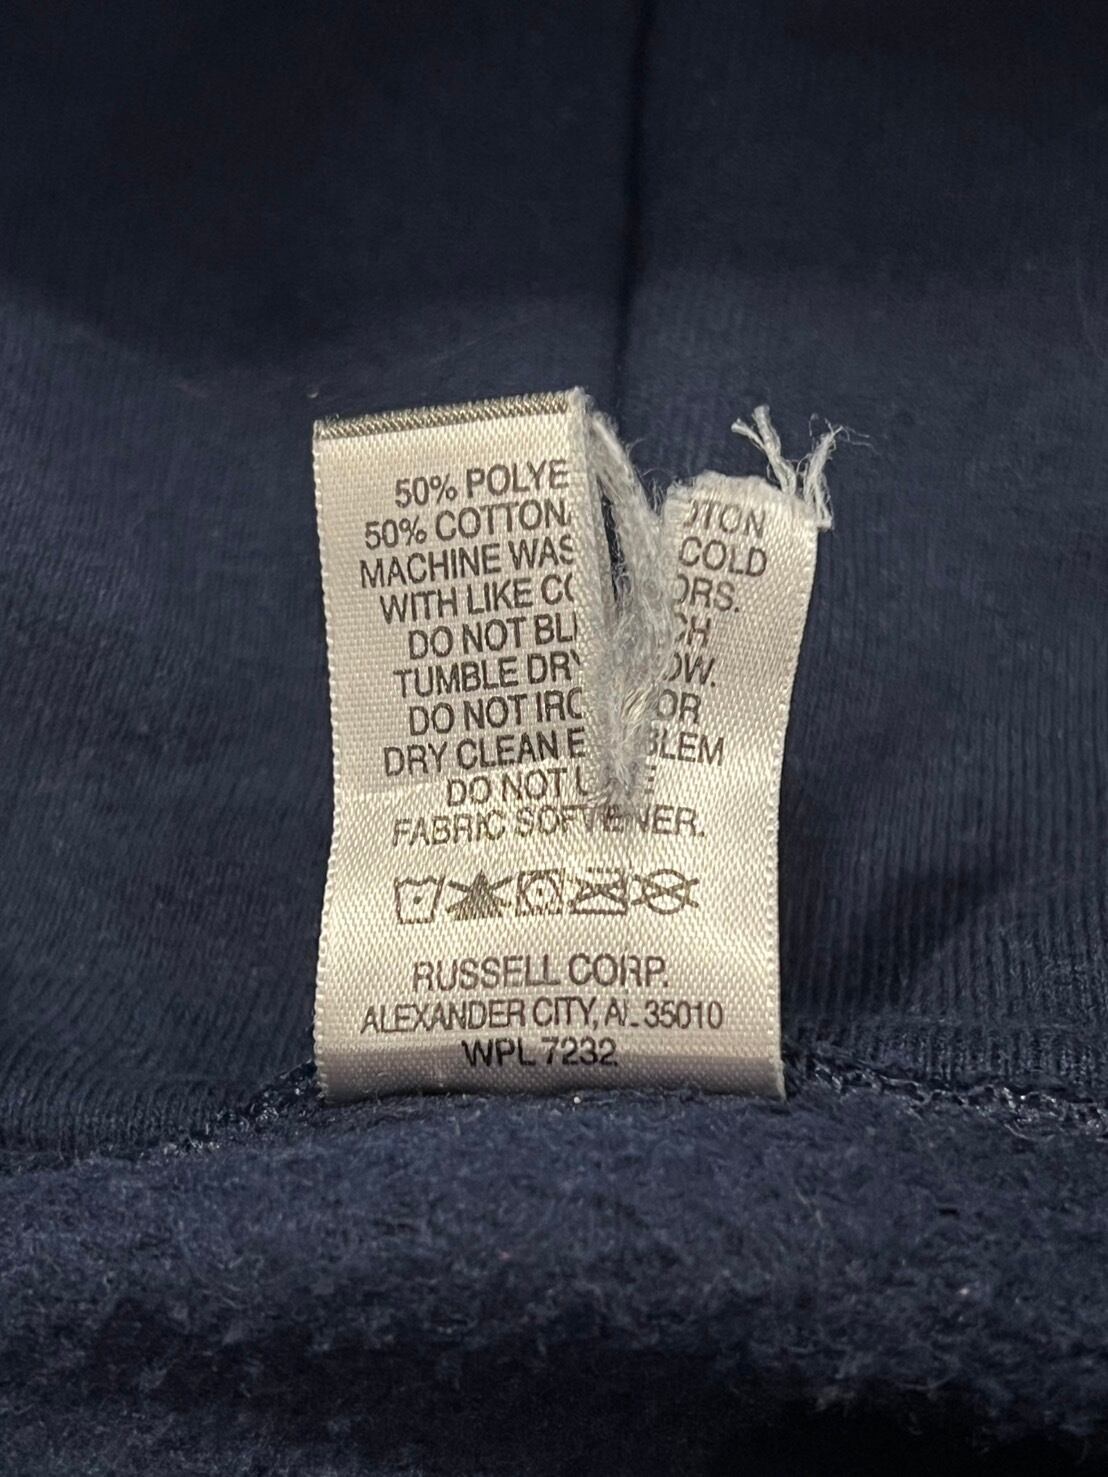 50% POLYE
50% COTTON OTTON
MACHINE WAS COLD
WITH LIKE CO ORS.
DO NOT BL CH
TUMBLE DRY OW.
DO NOT IRO OR
DRY CLEAN E BLEM
DO NOT U E
FABRIC SOFTENER.
RUSSELL CORP.
ALEXANDER CITY, AL 35010
WPL 7232